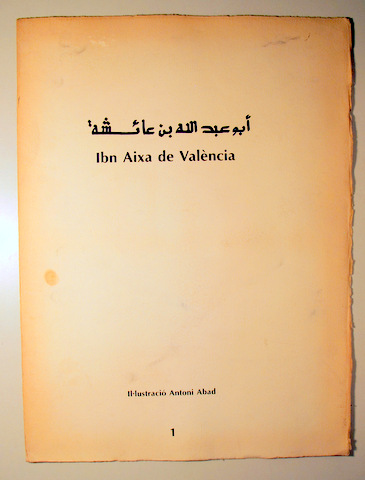 أبو عبد الله بن عائشة
Ibn Aixa de València
Il·lustració Antoni Abad
1